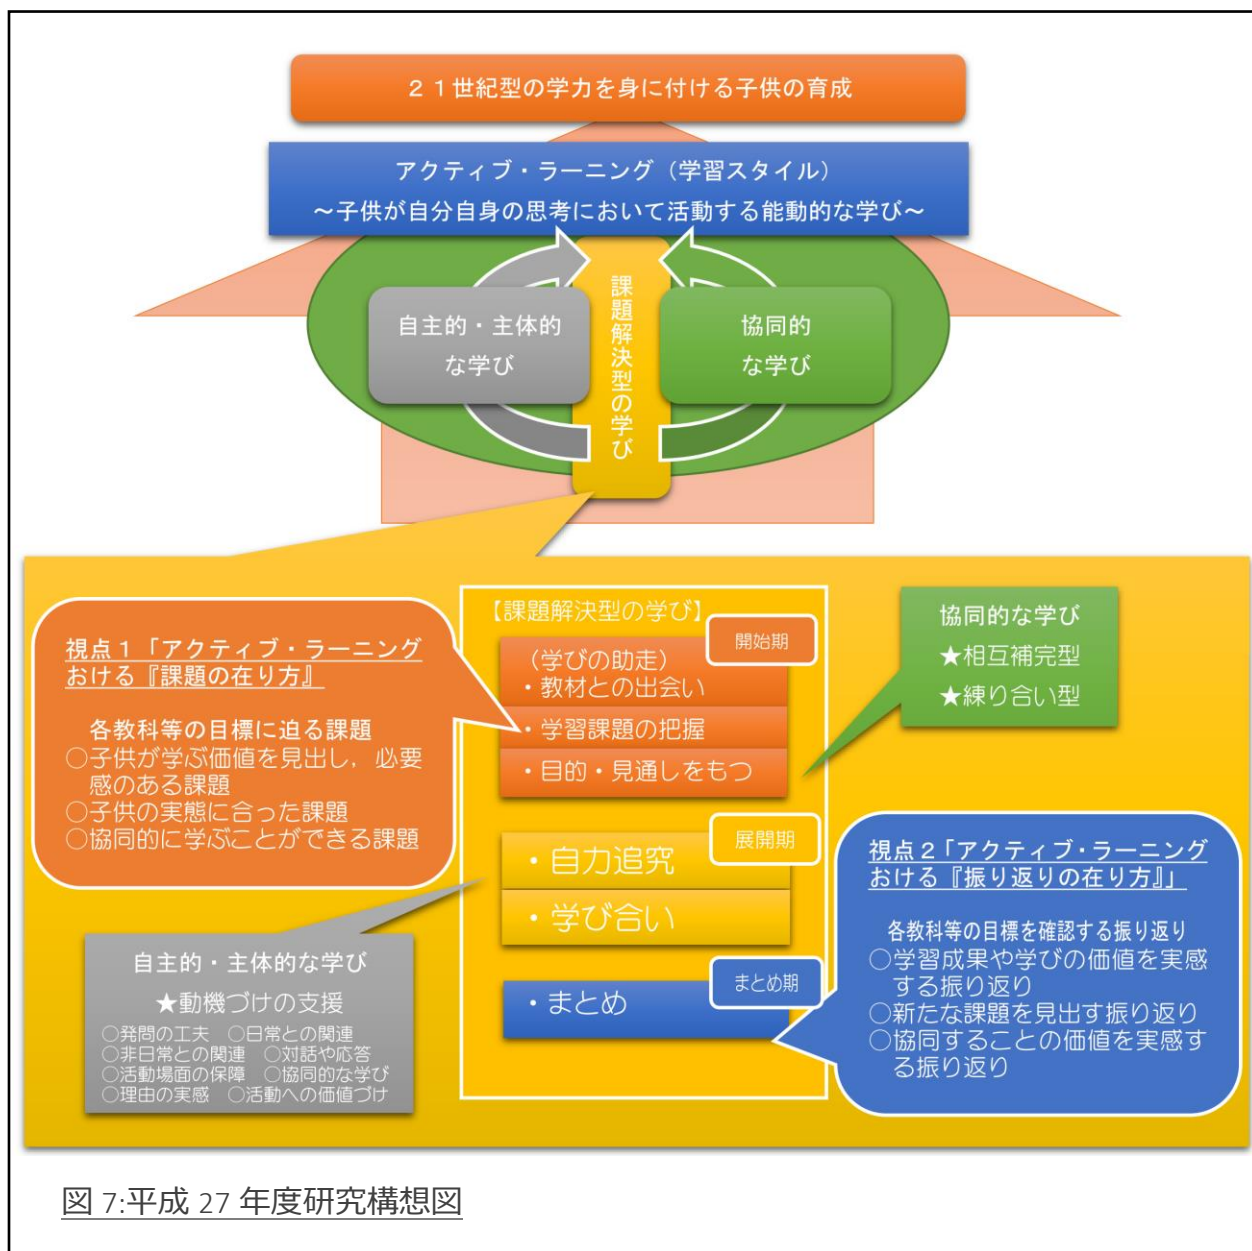 ２１世紀型の学力を身に付ける子供の育成
アクティブ・ラーニング（学習スタイル）
～子供が自分自身の思考において活動する能動的な学び～
自主的・主体的
な学び
課題解決型の学び
協同的
な学び
視点１「アクティブ・ラーニング
おける『課題の在り方』
各教科等の目標に迫る課題
○子供が学ぶ価値を見出し，必要
感のある課題
○子供の実態に合った課題
○協同的に学ぶことができる課題
【課題解決型の学び】
開始期
（学びの助走）
・教材との出会い
・学習課題の把握
・目的・見通しをもつ
展開期
・自力追究
・学び合い
まとめ期
・まとめ
協同的な学び
★相互補完型
★練り合い型
自主的・主体的な学び
★動機づけの支援
○発問の工夫　○日常との関連
○非日常との関連　○対話や応答
○活動場面の保障　○協同的な学び
○理由の実感　○活動への価値づけ
視点２「アクティブ・ラーニング
おける『振り返りの在り方』」
各教科等の目標を確認する振り返り
○学習成果や学びの価値を実感
する振り返り
○新たな課題を見出す振り返り
○協同することの価値を実感す
る振り返り
図 7:平成 27 年度研究構想図